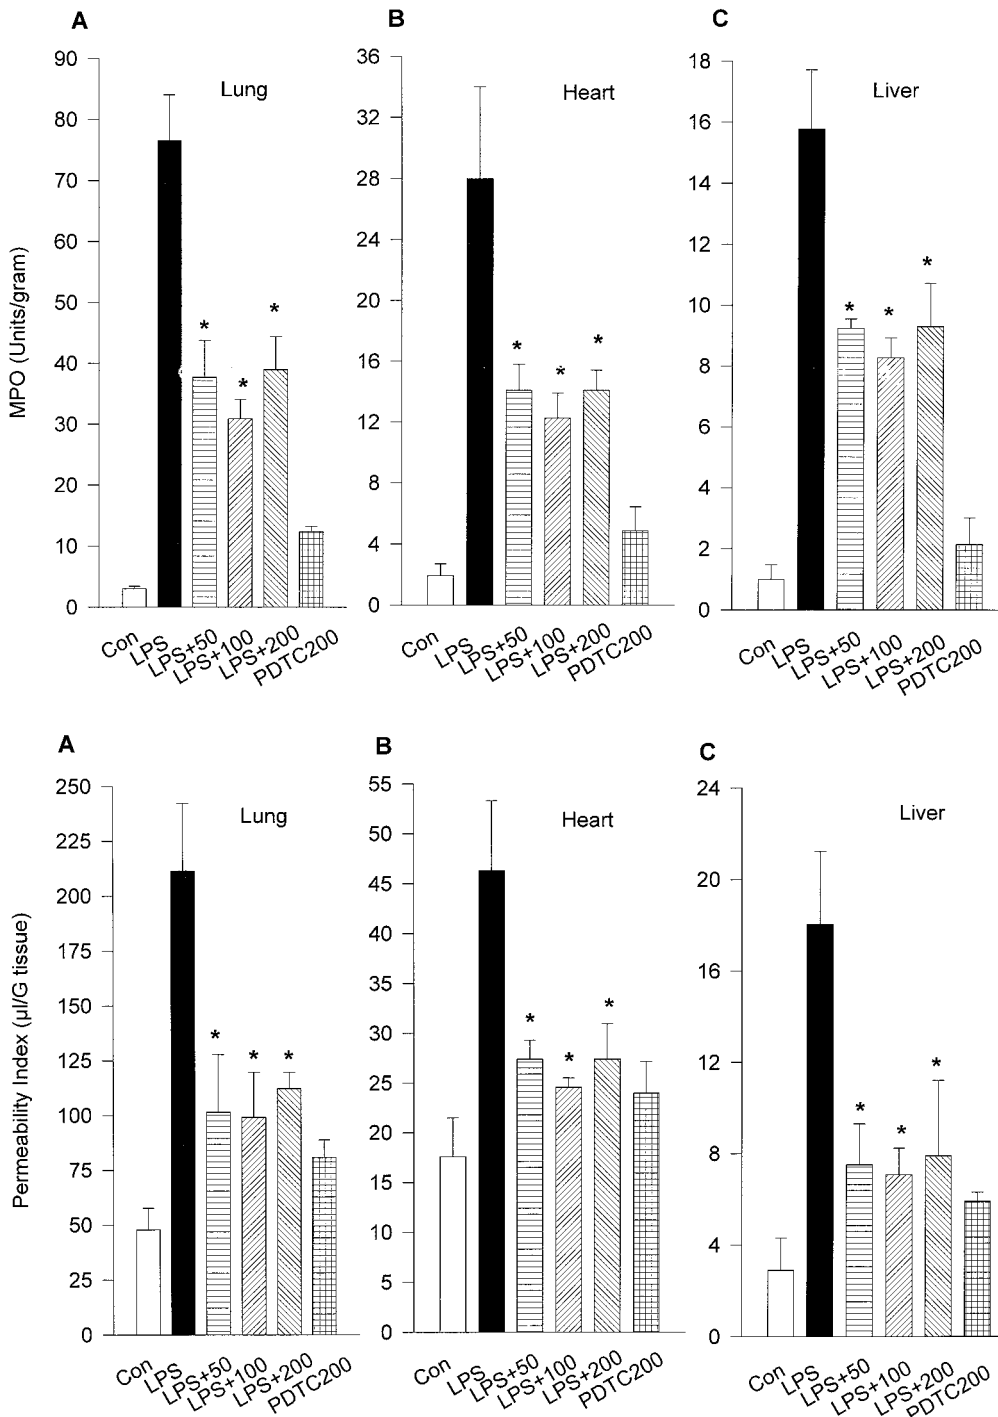 A
B
C
Lung
Heart
Liver
MPO (Units/gram)
90
80
70
60
50
40
30
20
10
0
36
32
28
24
20
16
12
8
4
0
18
16
14
12
10
8
6
4
2
0
* * *
* * *
* * *
Con
LPS
LPS+50
LPS+100
LPS+200
PDTC200
Con
LPS
LPS+50
LPS+100
LPS+200
PDTC200
Con
LPS
LPS+50
LPS+100
LPS+200
PDTC200
A
B
C
Lung
Heart
Liver
Permeability Index (µl/G tissue)
250
225
200
175
150
125
100
75
50
25
0
55
50
45
40
35
30
25
20
15
10
5
0
24
20
16
12
8
4
0
* * *
* * *
* * *
Con
LPS
LPS+50
LPS+100
LPS+200
PDTC200
Con
LPS
LPS+50
LPS+100
LPS+200
PDTC200
Con
LPS
LPS+50
LPS+100
LPS+200
PDTC200